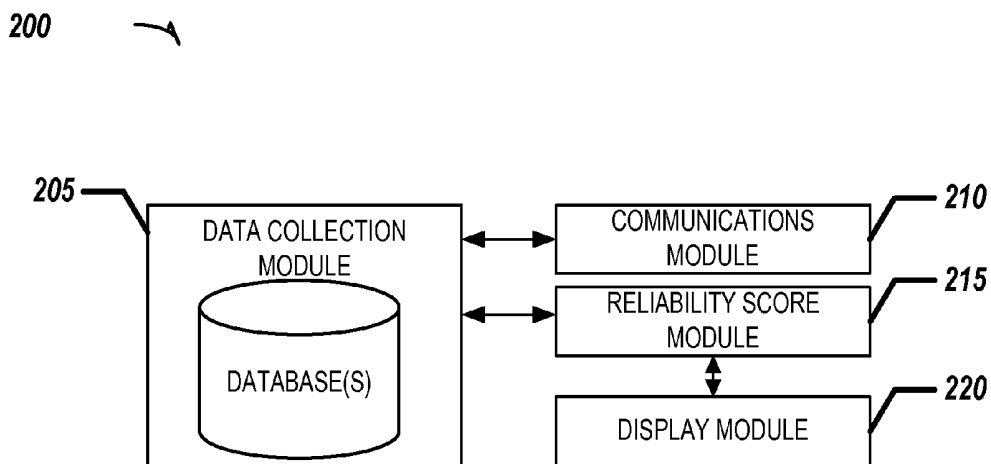 200
205
DATA COLLECTION
MODULE
DATABASE(S)
COMMUNICATIONS
MODULE
210
RELIABILITY SCORE
MODULE
215
DISPLAY MODULE
220